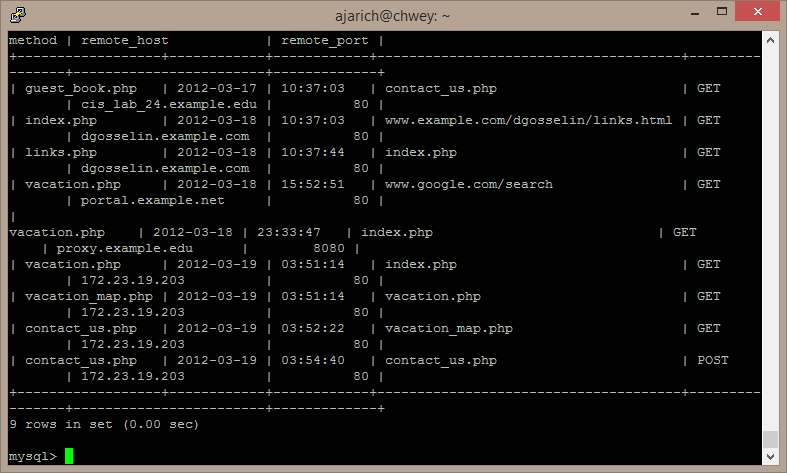 ajarich@chwey: ~
method | remote_host            | remote_port |
+------------------+------------+-------------+-------------------------------------+---------
-------+------------------------+-------------+
| guest_book.php   | 2012-03-17 | 10:37:03    | contact_us.php                       | GET
       | cis_lab_24.example.edu |          80 |
| index.php        | 2012-03-18 | 10:37:03    | www.example.com/dgosselin/links.html | GET
       | dgosselin.example.com  |          80 |
| links.php        | 2012-03-18 | 10:37:44    | index.php                            | GET
       | dgosselin.example.com  |          80 |
| vacation.php     | 2012-03-18 | 15:52:51    | www.google.com/search                | GET
       | portal.example.net     |          80 |
|
vacation.php    | 2012-03-18 | 23:33:47   | index.php                            | GET
    | proxy.example.edu      |        8080 |
| vacation.php     | 2012-03-19 | 03:51:14    | index.php                            | GET
       | 172.23.19.203          |          80 |
| vacation_map.php | 2012-03-19 | 03:51:14    | vacation.php                         | GET
       | 172.23.19.203          |          80 |
| contact_us.php   | 2012-03-19 | 03:52:22    | vacation_map.php                     | GET
       | 172.23.19.203          |          80 |
| contact_us.php   | 2012-03-19 | 03:54:40    | contact_us.php                       | POST
       | 172.23.19.203          |          80 |
+------------------+------------+-------------+-------------------------------------+---------
-------+------------------------+-------------+
9 rows in set (0.00 sec)
mysql>